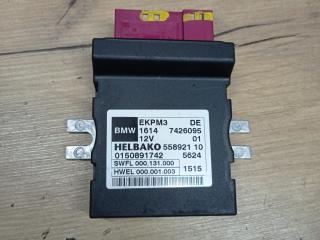 BMW EKPM3 DE
1614 7426095
12V 01
HELBAKO 558921 10
0150891742 5624
SWFL 000.131.000
HWEL 000.001.003 1515